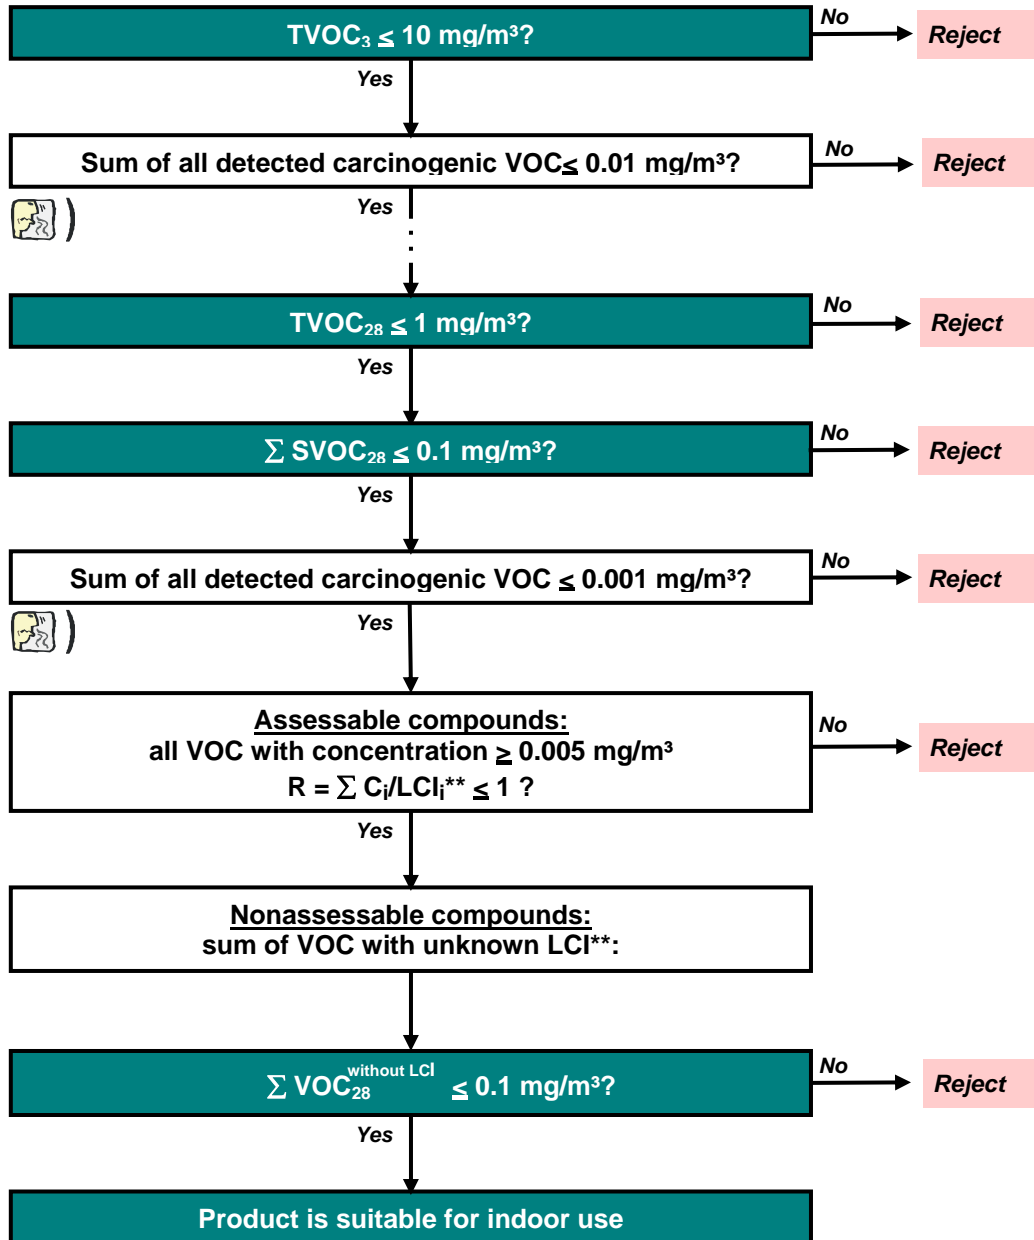 TVOC₃ ≤ 10 mg/m³?
No
Reject
Yes
Sum of all detected carcinogenic VOC≤ 0.01 mg/m³?
No
Reject
Yes
)
TVOC₂₈ ≤ 1 mg/m³?
No
Reject
Yes
Σ SVOC₂₈ ≤ 0.1 mg/m³?
No
Reject
Yes
Sum of all detected carcinogenic VOC ≤ 0.001 mg/m³?
No
Reject
Yes
)
Assessable compounds:
all VOC with concentration ≥ 0.005 mg/m³
R = Σ Cᵢ/LCIᵢ** ≤ 1 ?
No
Reject
Yes
Nonassessable compounds:
sum of VOC with unknown LCI**:
Σ VOC₂₈ without LCI ≤ 0.1 mg/m³?
No
Reject
Yes
Product is suitable for indoor use